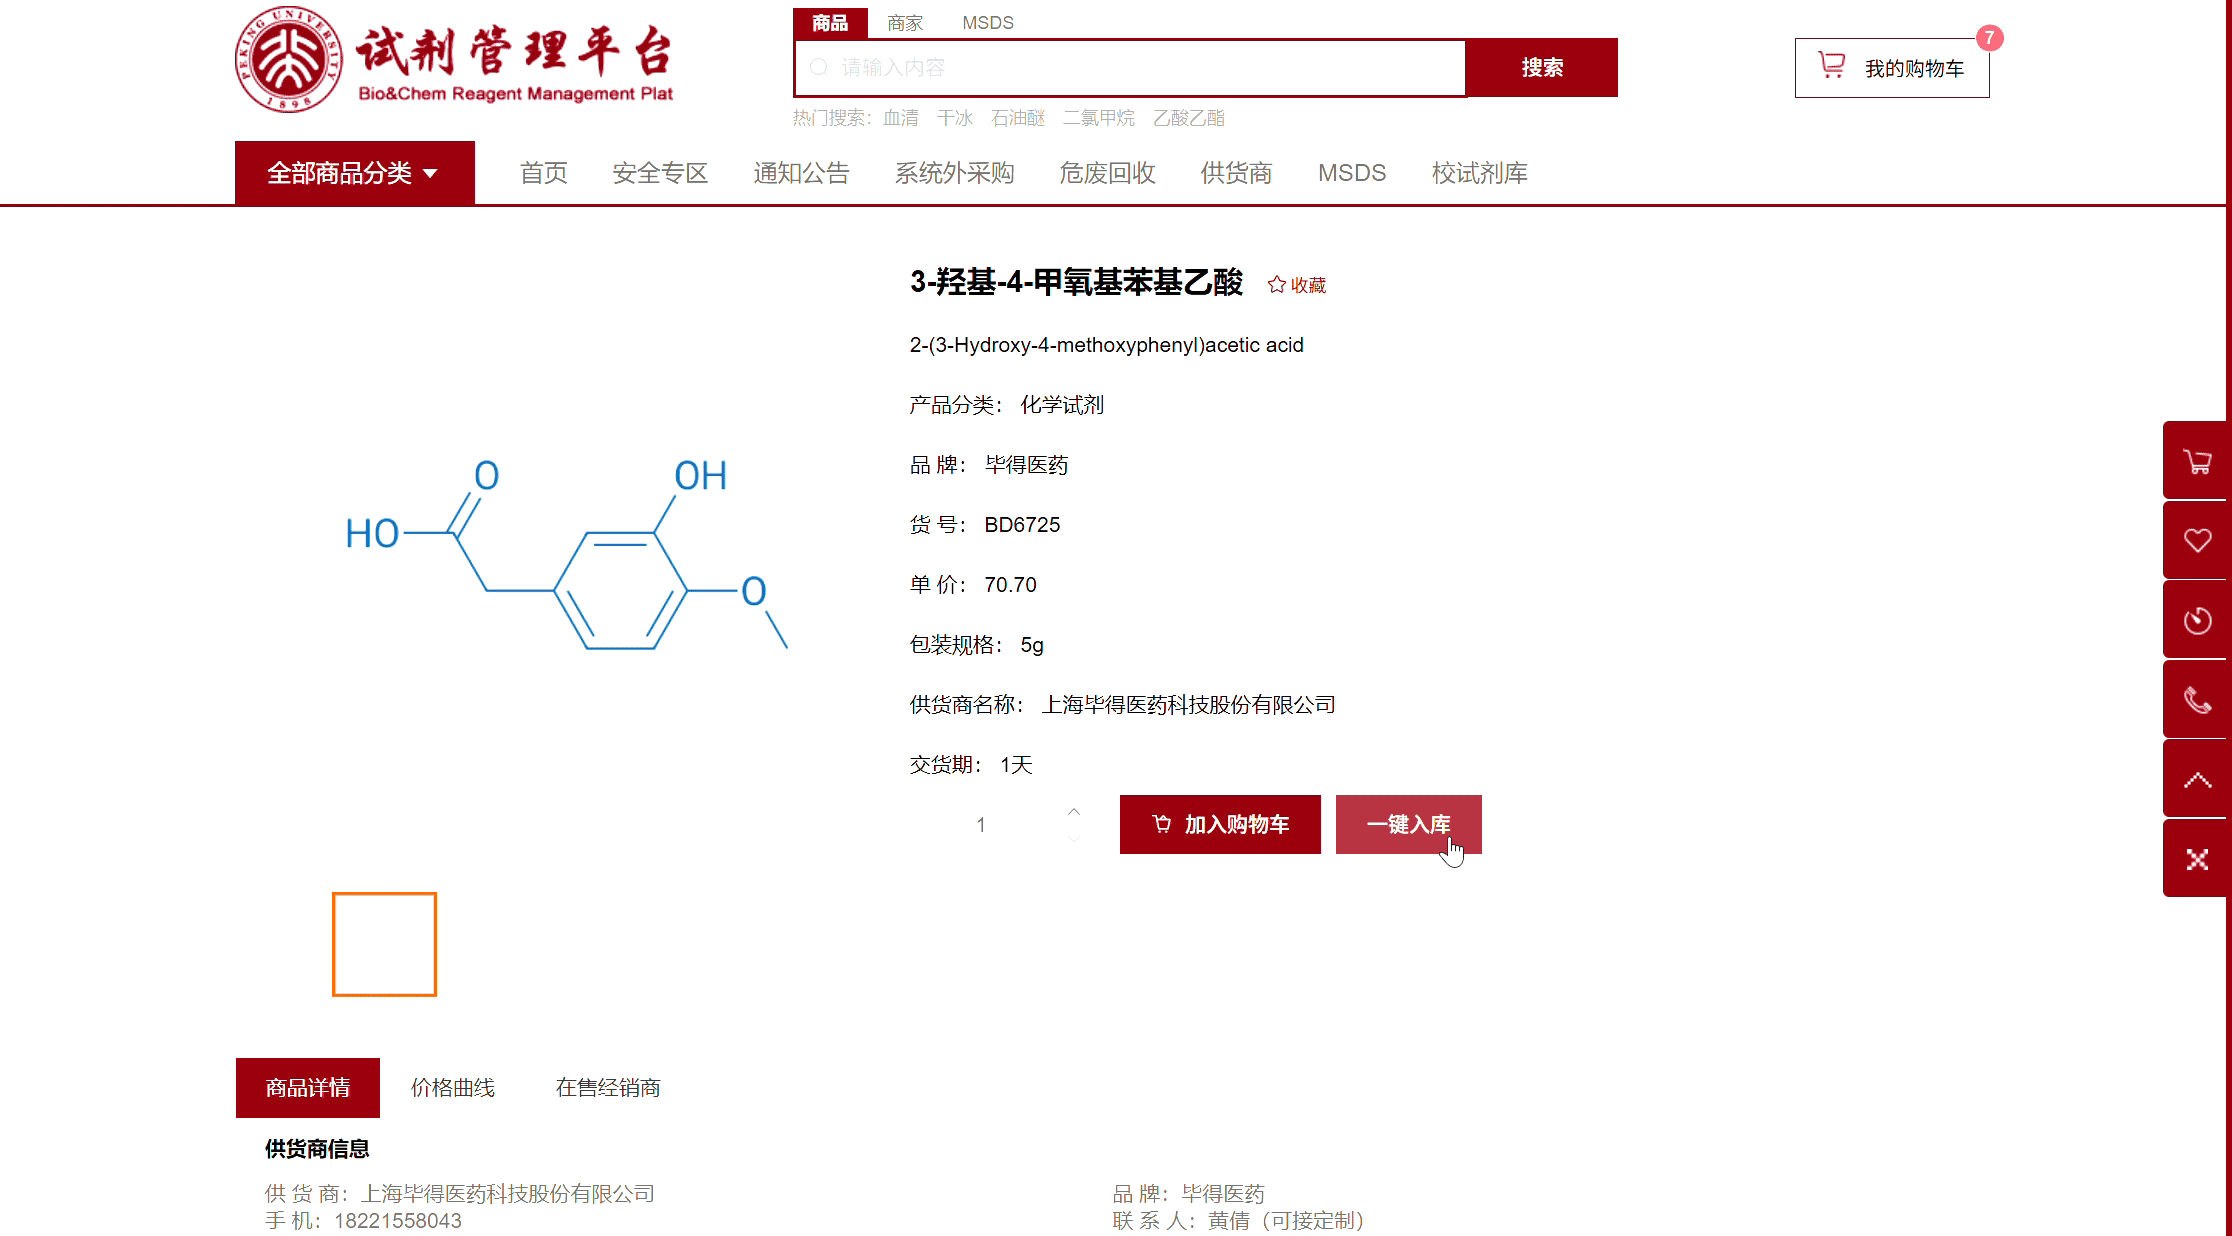 PEKING UNIVERSITY
1898
试剂管理平台
Bio&Chem Reagent Management Plat
商品 商家 MSDS
请输入内容
搜索
7
我的购物车
热门搜索：血清 干冰 石油醚 二氯甲烷 乙酸乙酯
全部商品分类 首页 安全专区 通知公告 系统外采购 危废回收 供货商 MSDS 校试剂库
3-羟基-4-甲氧基苯基乙酸 收藏
2-(3-Hydroxy-4-methoxyphenyl)acetic acid
产品分类： 化学试剂
品 牌： 毕得医药
货 号： BD6725
单 价： 70.70
包装规格： 5g
供货商名称： 上海毕得医药科技股份有限公司
交货期： 1天
1 加入购物车 一键入库
O
OH
HO
O
商品详情 价格曲线 在售经销商
供货商信息
供 货 商：上海毕得医药科技股份有限公司 品 牌：毕得医药
手 机：18221558043 联 系 人：黄倩（可接定制）